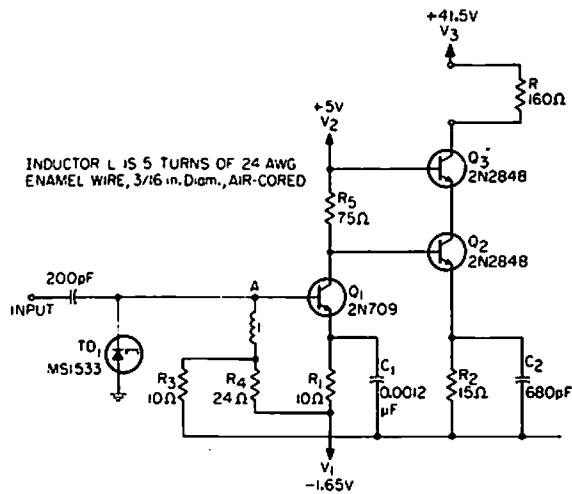 +41.5V
V3
R
160Ω
+5V
V2
INDUCTOR L IS 5 TURNS OF 24 AWG
ENAMEL WIRE, 3/16 in. Diam., AIR-CORED
Q3
2N2848
R5
75Ω
Q2
2N2848
200pF
A
Q1
2N709
INPUT
TD1
MS1533
R3
10Ω
R4
24Ω
R1
10Ω
C1
0.0012
µF
R2
15Ω
C2
680pF
V1
-1.65V